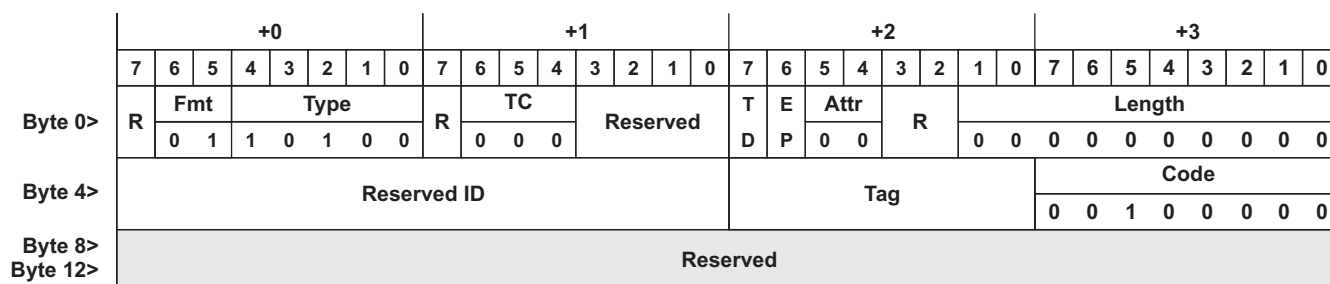 +0 +1 +2 +3
7 6 5 4 3 2 1 0 7 6 5 4 3 2 1 0 7 6 5 4 3 2 1 0 7 6 5 4 3 2 1 0
Byte 0> R Fmt Type R TC Reserved T E Attr R Length
0 1 1 0 1 0 0 0 0 0 D P 0 0 0 0 0 0 0 0 0 0 0 0
Byte 4> Reserved ID Tag Code
0 0 1 0 0 0 0 0
Byte 8> Reserved
Byte 12>